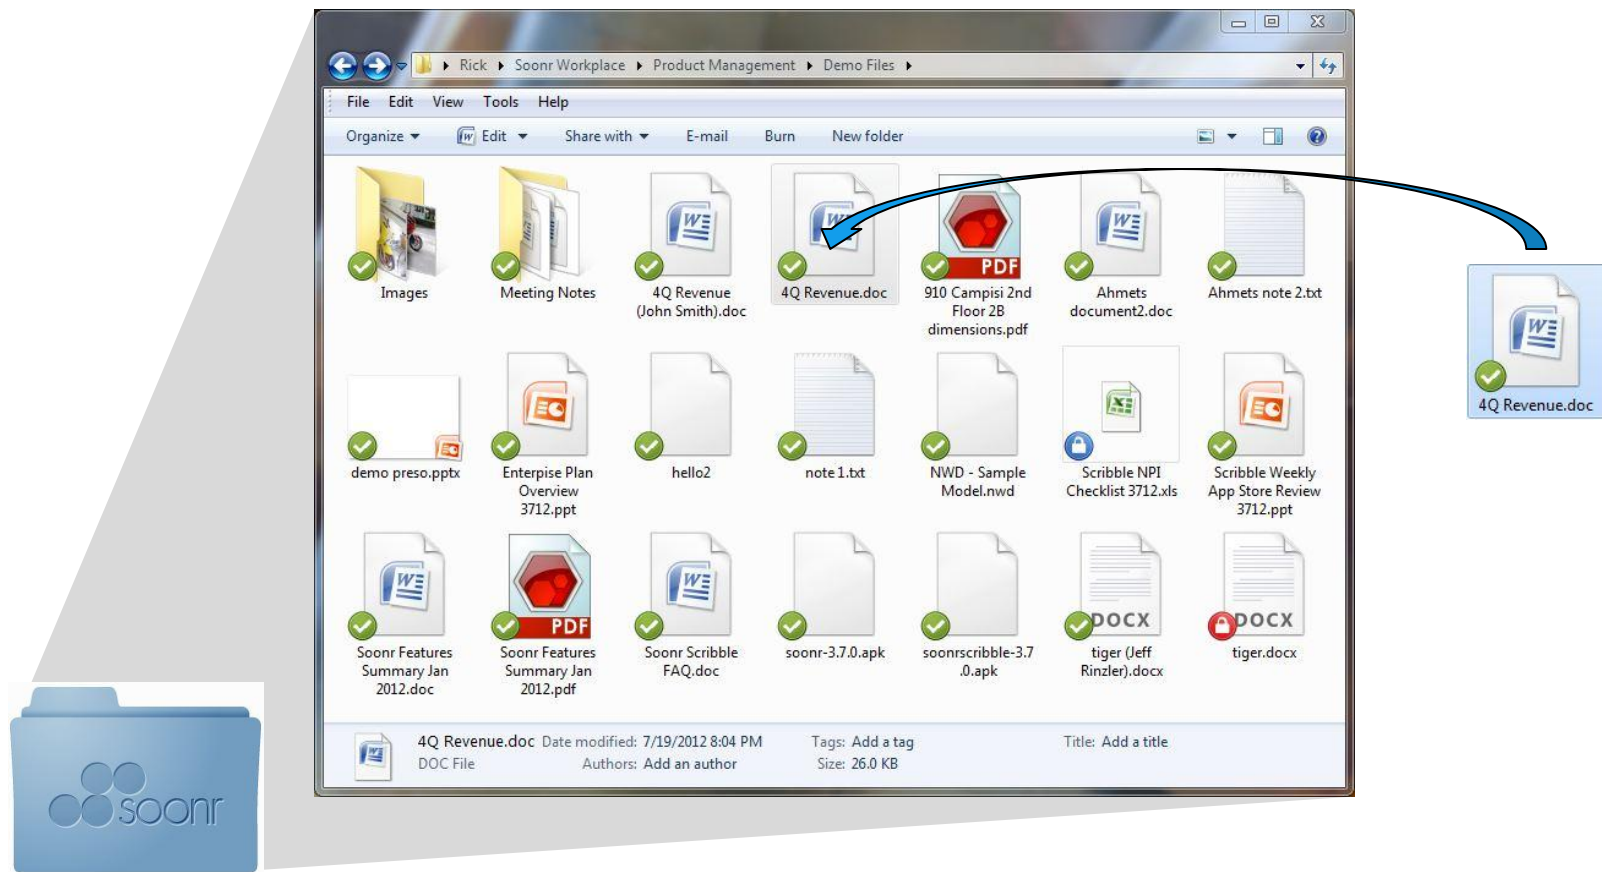 Rick Soonr Workplace Product Management Demo Files
File Edit View Tools Help
Organize Edit Share with E-mail Burn New folder
Images
Meeting Notes
4Q Revenue
(John Smith).doc
4Q Revenue.doc
910 Campisi 2nd
Floor 2B
dimensions.pdf
PDF
Ahmets
document2.doc
Ahmets note 2.txt
4Q Revenue.doc
demo preso.pptx
Enterpise Plan
Overview
3712.ppt
hello2
note 1.txt
NWD - Sample
Model.nwd
Scribble NPI
Checklist 3712.xls
Scribble Weekly
App Store Review
3712.ppt
Soonr Features
Summary Jan
2012.doc
PDF
Soonr Features
Summary Jan
2012.pdf
Soonr Scribble
FAQ.doc
soonr-3.7.0.apk
soonrscribble-3.7
.0.apk
DOCX
tiger (Jeff
Rinzler).docx
DOCX
tiger.docx
4Q Revenue.doc Date modified: 7/19/2012 8:04 PM Tags: Add a tag Title: Add a title
DOC File Authors: Add an author Size: 26.0 KB
soonr